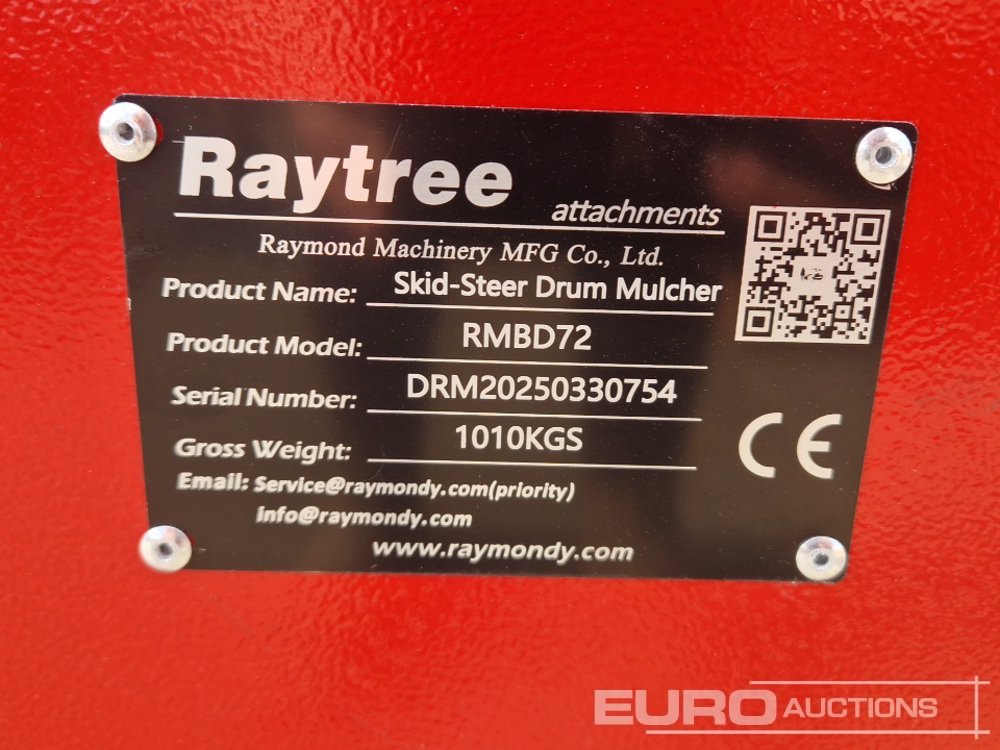 Raytree
attachments
Raymond Machinery MFG Co., Ltd.
Product Name: Skid-Steer Drum Mulcher
Product Model: RMBD72
Serial Number: DRM20250330754
Gross Weight: 1010KGS
CE
Email: Service@raymondy.com(priority)
info@raymondy.com
www.raymondy.com
EURO AUCTIONS